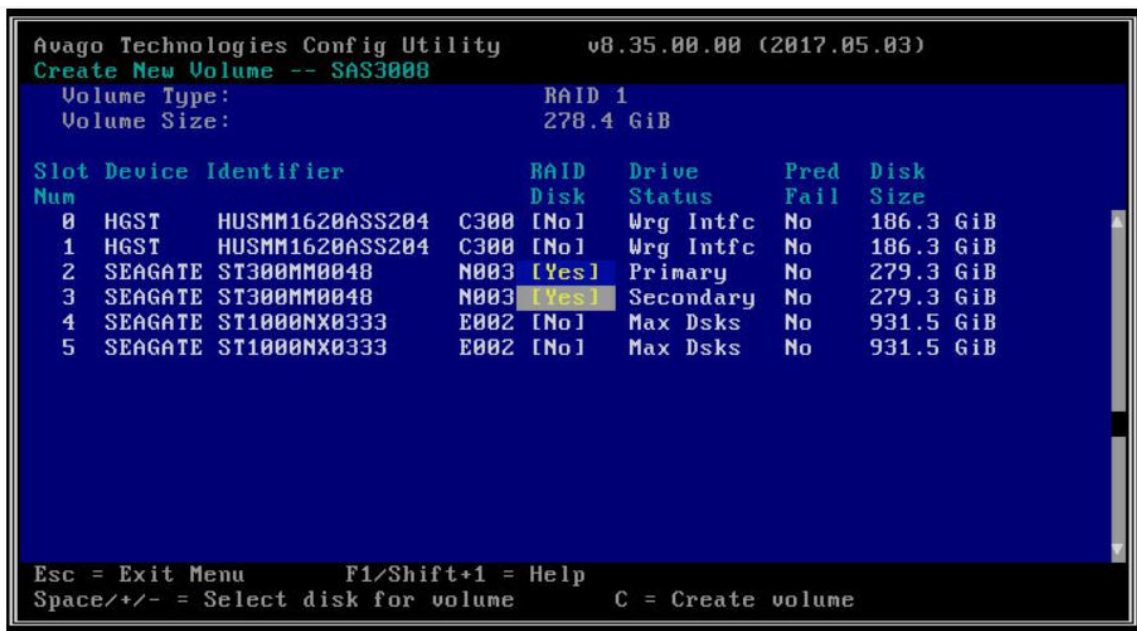 Avago Technologies Config Utility v8.35.00.00 (2017.05.03)
Create New Volume -- SAS3008
Volume Type: RAID 1
Volume Size: 278.4 GiB
Slot Device Identifier RAID Drive Pred Disk
Num Disk Status Fail Size
0 HGST HUSMM1620ASS204 C300 [No] Wrg Intfc No 186.3 GiB
1 HGST HUSMM1620ASS204 C300 [No] Wrg Intfc No 186.3 GiB
2 SEAGATE ST300MM0048 N003 [Yes] Primary No 279.3 GiB
3 SEAGATE ST300MM0048 N003 [Yes] Secondary No 279.3 GiB
4 SEAGATE ST1000NX0333 E002 [No] Max Dsks No 931.5 GiB
5 SEAGATE ST1000NX0333 E002 [No] Max Dsks No 931.5 GiB
Esc = Exit Menu F1/Shift+1 = Help
Space/+/- = Select disk for volume C = Create volume